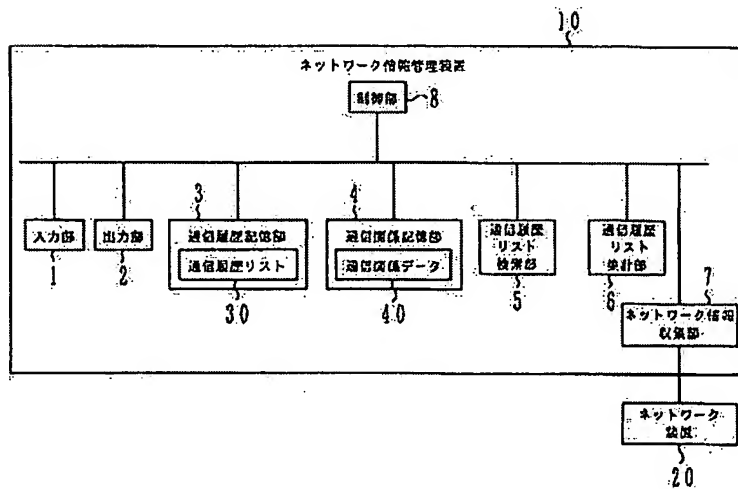 10
ネットワーク情報管理装置
制御部
8
3
4
入力部
出力部
通信履歴記憶部
通信履歴リスト
通信関係記憶部
通信関係データ
通信履歴
リスト
検索部
通信履歴
リスト
集計部
7
1
2
30
40
5
6
ネットワーク情報
収集部
ネットワーク
装置
20